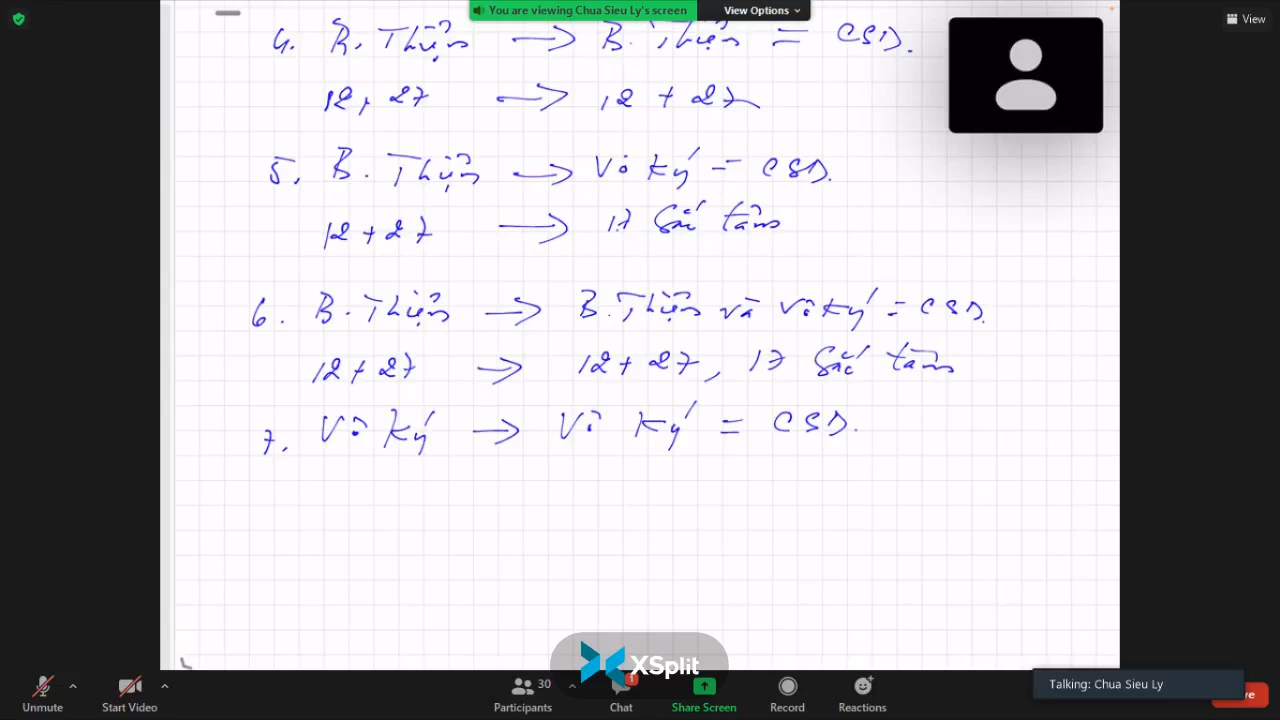 You are viewing Chua Sieu Ly's screen
View Options
View
4. B. Thiện → B. Thiện = CSD.
12, 27 → 12 + 27
5. B. Thiện → Vô Ký = CSD.
12 + 27 → 17 Sắc tâm
6. B. Thiện → B. Thiện và Vô Ký = CSD.
12 + 27 → 12 + 27, 17 Sắc tâm
7. Vô Ký → Vô Ký = CSD.
XSplit
Talking: Chua Sieu Ly
Unmute
Start Video
30
Participants
1
Chat
Share Screen
Record
Reactions